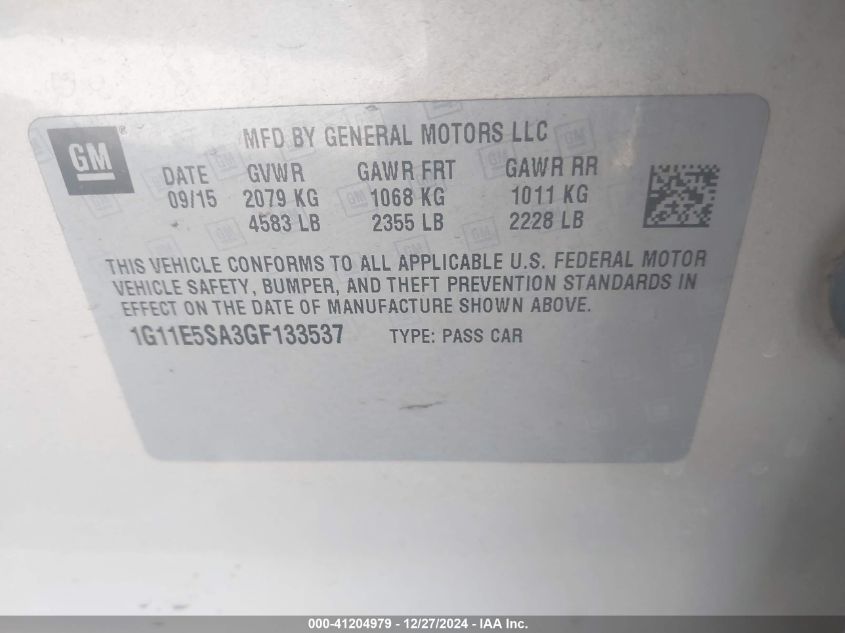 GM®
MFD BY GENERAL MOTORS LLC
DATE GVWR GAWR FRT GAWR RR
09/15 2079 KG 1068 KG 1011 KG
4583 LB 2355 LB 2228 LB
THIS VEHICLE CONFORMS TO ALL APPLICABLE U.S. FEDERAL MOTOR
VEHICLE SAFETY, BUMPER, AND THEFT PREVENTION STANDARDS IN
EFFECT ON THE DATE OF MANUFACTURE SHOWN ABOVE.
1G11E5SA3GF133537 TYPE: PASS CAR
000-41204979 - 12/27/2024 - IAA Inc.